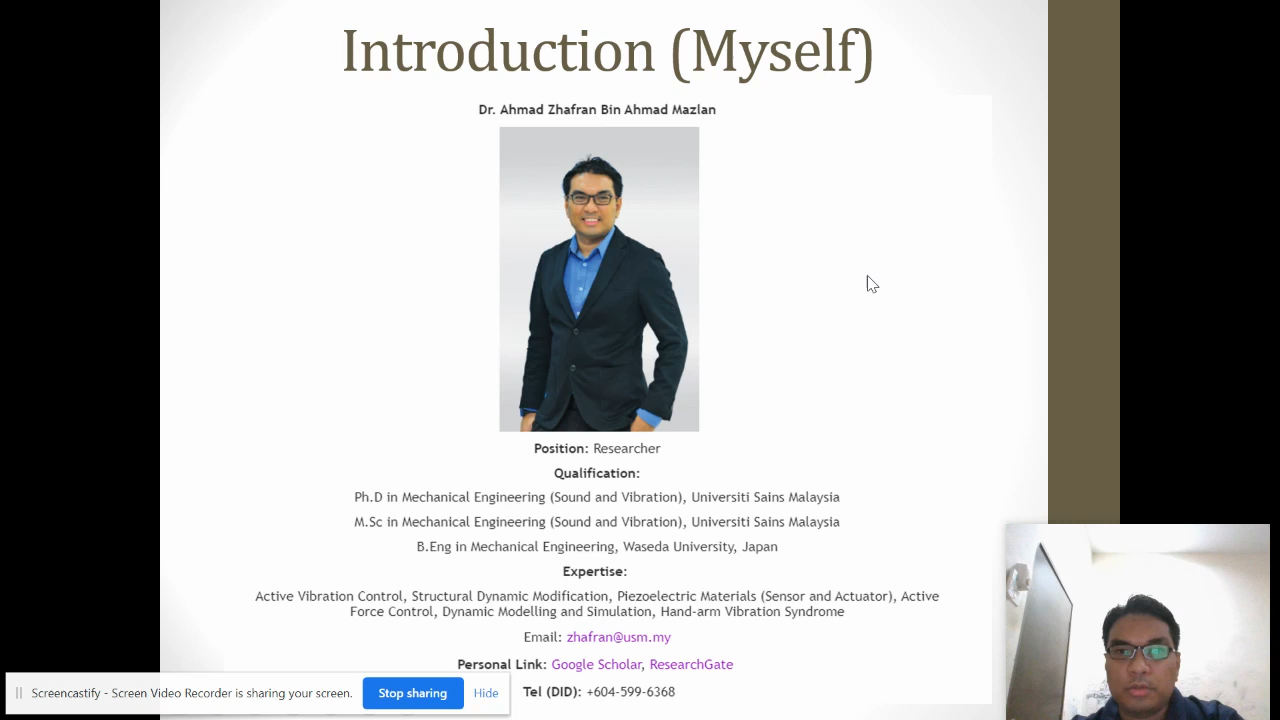 Introduction (Myself)
Dr. Ahmad Zhafran Bin Ahmad Mazlan
Position: Researcher
Qualification:
Ph.D in Mechanical Engineering (Sound and Vibration), Universiti Sains Malaysia
M.Sc in Mechanical Engineering (Sound and Vibration), Universiti Sains Malaysia
B.Eng in Mechanical Engineering, Waseda University, Japan
Expertise:
Active Vibration Control, Structural Dynamic Modification, Piezoelectric Materials (Sensor and Actuator), Active
Force Control, Dynamic Modelling and Simulation, Hand-arm Vibration Syndrome
Email: zhafran@usm.my
Personal Link: Google Scholar, ResearchGate
Tel (DID): +604-599-6368
Screencastify - Screen Video Recorder is sharing your screen. Stop sharing Hide